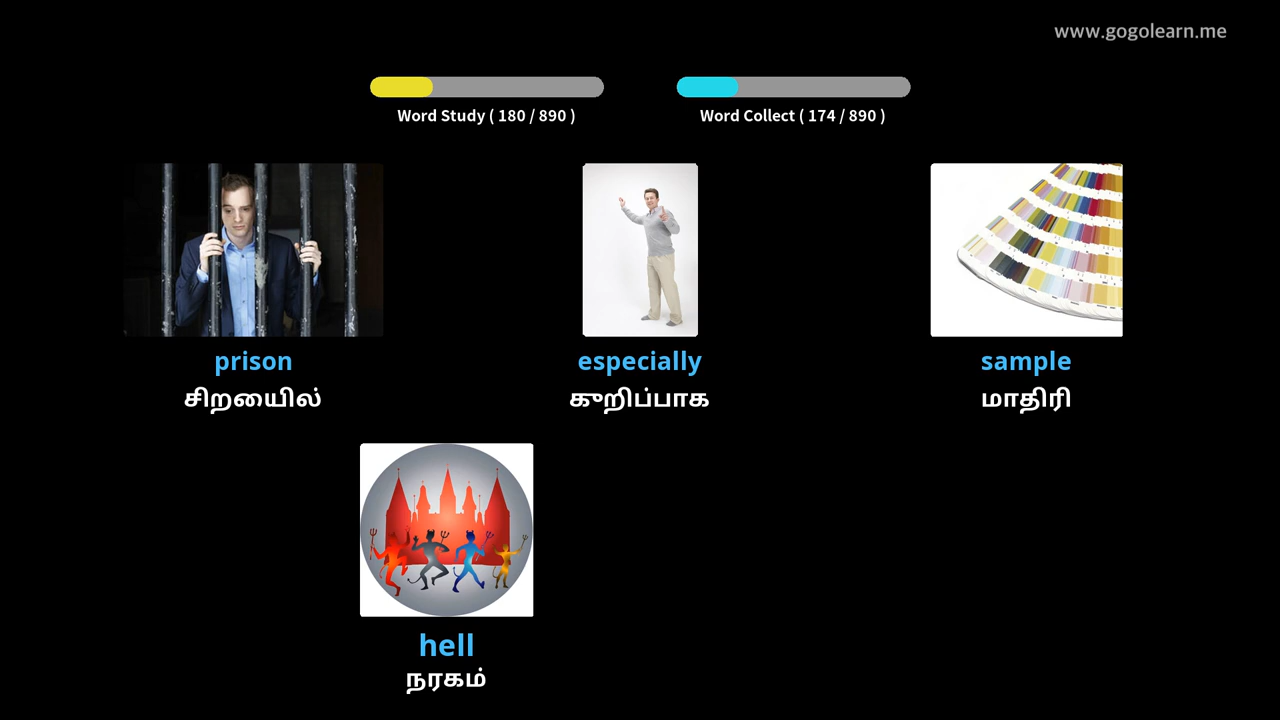 www.gogolearn.me
Word Study ( 180 / 890 )
Word Collect ( 174 / 890 )
prison
சிறையில்
especially
குறிப்பாக
sample
மாதிரி
hell
நரகம்